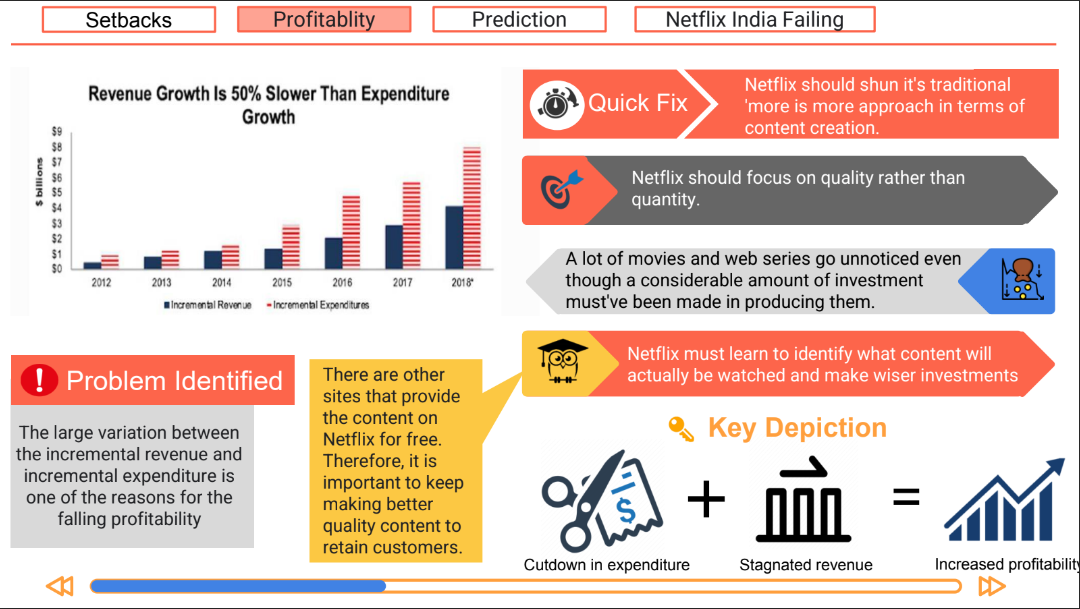 Setbacks
Profitablity
Prediction
Netflix India Failing
Revenue Growth Is 50% Slower Than Expenditure
Growth
$ billions
$9
$8
$7
$6
$5
$4
$3
$2
$1
$0
2012
2013
2014
2015
2016
2017
2018*
Incremental Revenue
Incremental Expenditures
Quick Fix
Netflix should shun it's traditional
'more is more approach in terms of
content creation.
Netflix should focus on quality rather than
quantity.
A lot of movies and web series go unnoticed even
though a considerable amount of investment
must've been made in producing them.
Netflix must learn to identify what content will
actually be watched and make wiser investments
Problem Identified
The large variation between
the incremental revenue and
incremental expenditure is
one of the reasons for the
falling profitability
There are other
sites that provide
the content on
Netflix for free.
Therefore, it is
important to keep
making better
quality content to
retain customers.
Key Depiction
$
+
=
Cutdown in expenditure
Stagnated revenue
Increased profitability